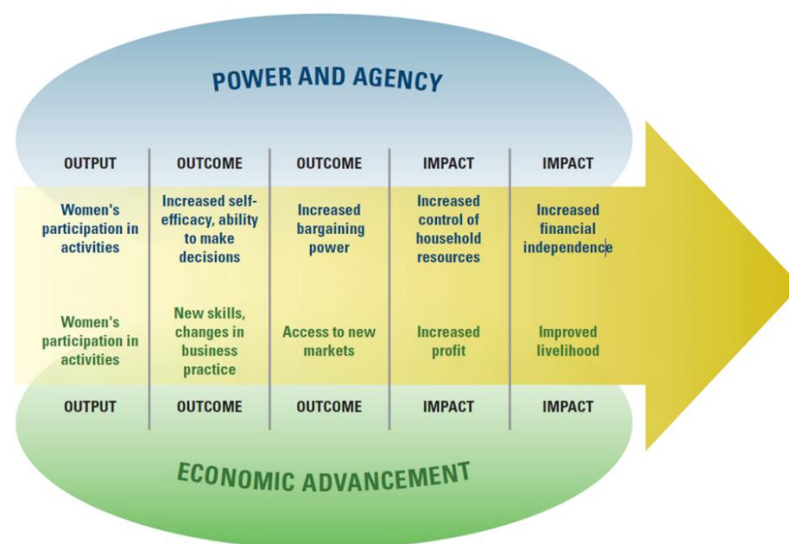 POWER AND AGENCY
OUTPUT OUTCOME OUTCOME IMPACT IMPACT
Women's
participation in
activities
Increased self-
efficacy, ability
to make
decisions
Increased
bargaining
power
Increased
control of
household
resources
Increased
financial
independence
Women's
participation in
activities
New skills,
changes in
business
practice
Access to new
markets
Increased
profit
Improved
livelihood
OUTPUT OUTCOME OUTCOME IMPACT IMPACT
ECONOMIC ADVANCEMENT